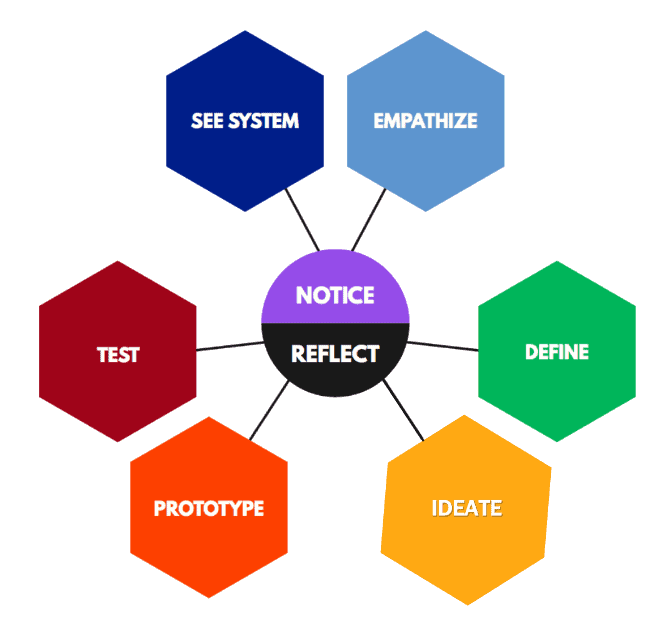 SEE SYSTEM
EMPATHIZE
NOTICE
REFLECT
TEST
DEFINE
PROTOTYPE
IDEATE